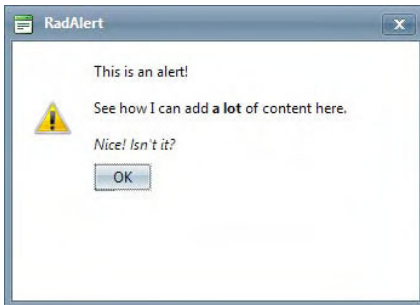 RadAlert
This is an alert!
See how I can add a lot of content here.
Nice! Isn't it?
OK